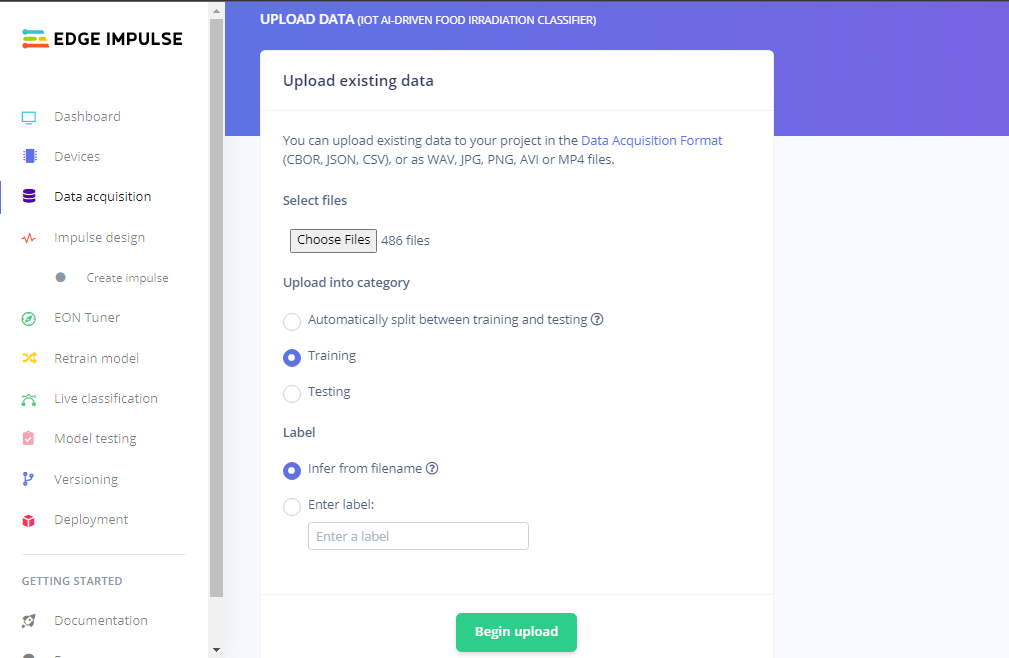 EDGE IMPULSE
Dashboard
Devices
Data acquisition
Impulse design
Create impulse
EON Tuner
Retrain model
Live classification
Model testing
Versioning
Deployment
GETTING STARTED
Documentation
UPLOAD DATA (IOT AI-DRIVEN FOOD IRRADIATION CLASSIFIER)
Upload existing data
You can upload existing data to your project in the Data Acquisition Format
(CBOR, JSON, CSV), or as WAV, JPG, PNG, AVI or MP4 files.
Select files
Choose Files 486 files
Upload into category
Automatically split between training and testing ?
Training
Testing
Label
Infer from filename ?
Enter label:
Enter a label
Begin upload